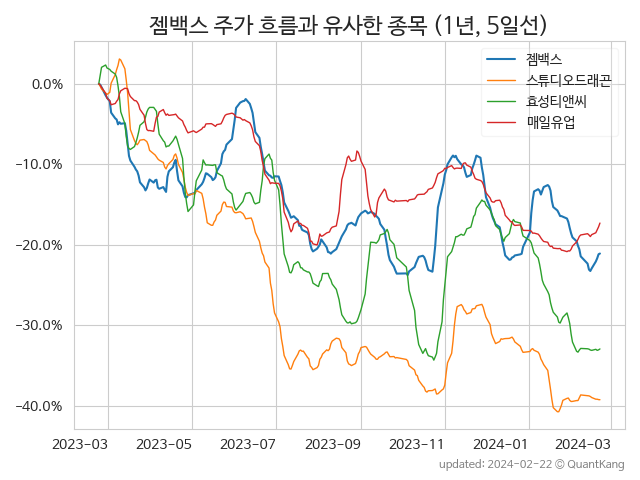 젬백스 주가 흐름과 유사한 종목 (1년, 5일선)
젬백스
스튜디오드래곤
효성티앤씨
매일유업
0.0%
−10.0%
−20.0%
−30.0%
−40.0%
2023-03 2023-05 2023-07 2023-09 2023-11 2024-01 2024-03
updated: 2024-02-22 © QuantKang